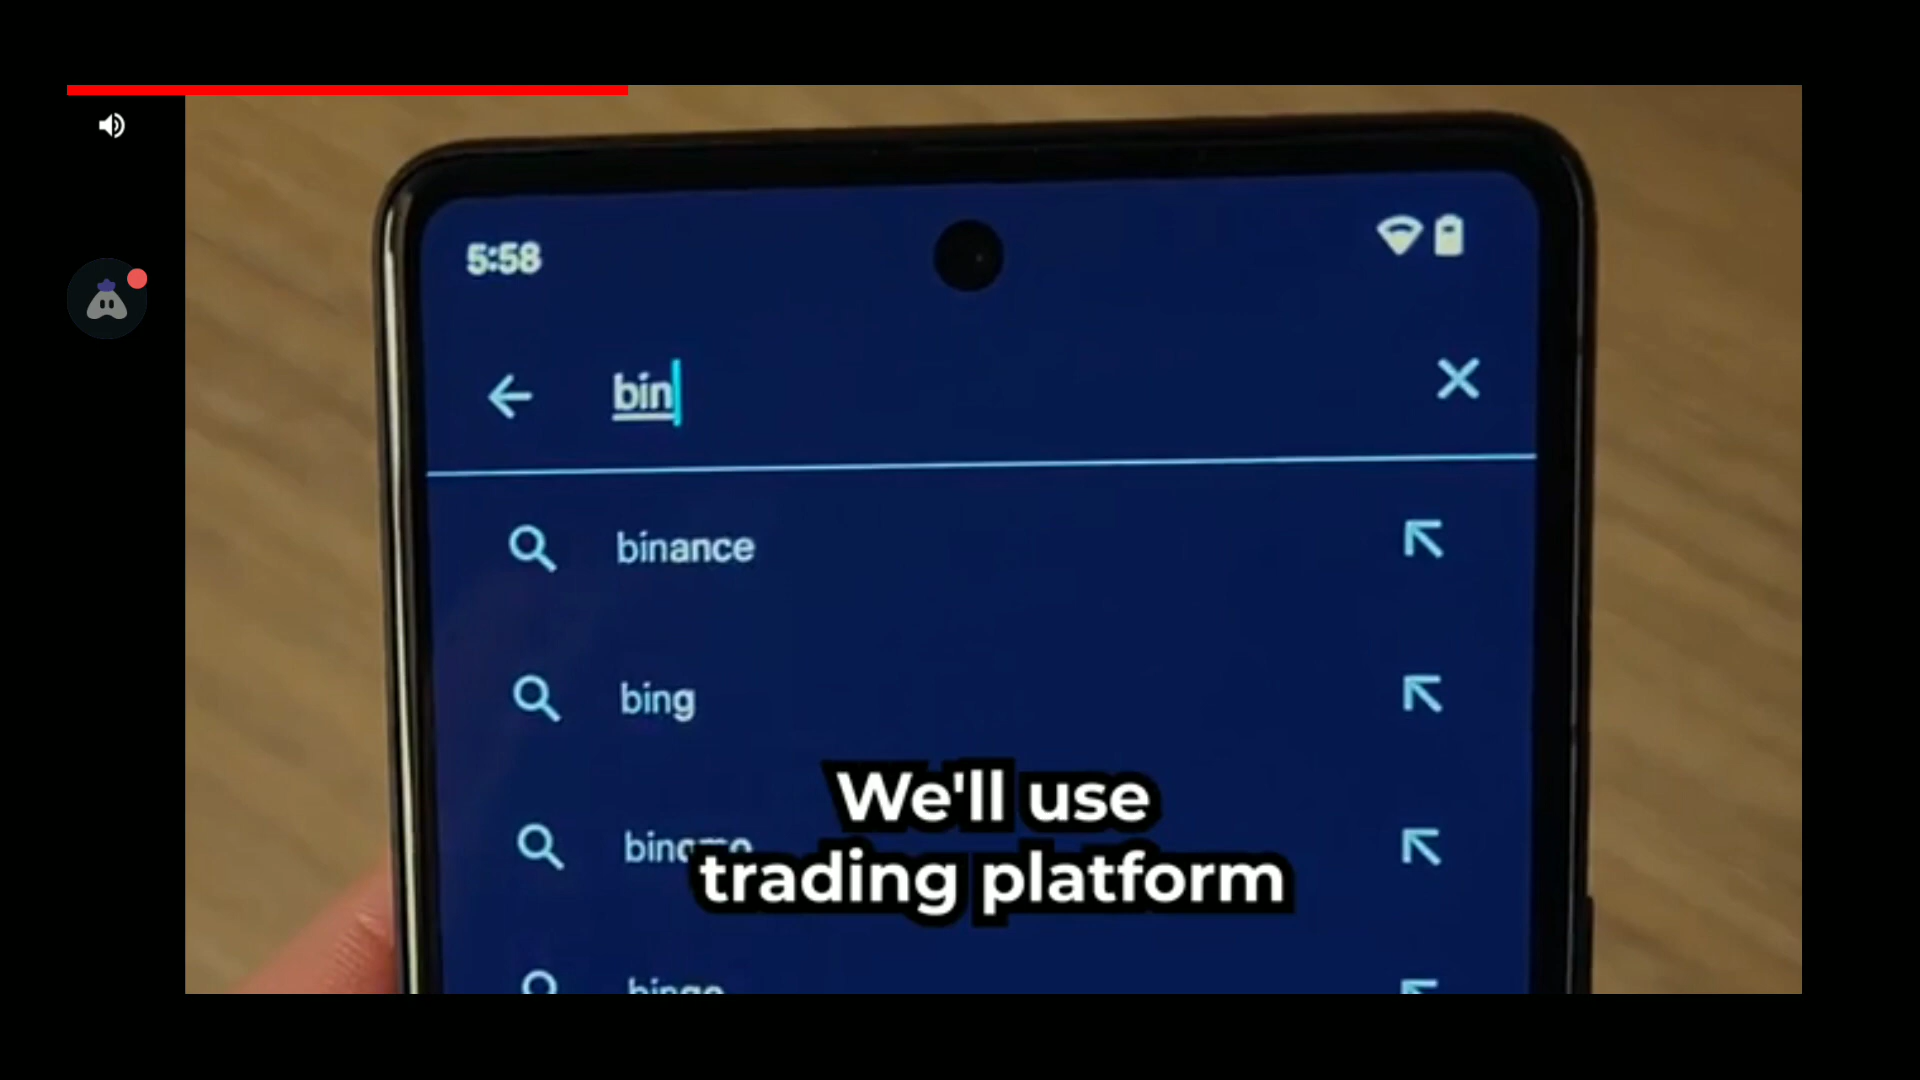 5:58
bin
binance
bing
We'll use
trading platform